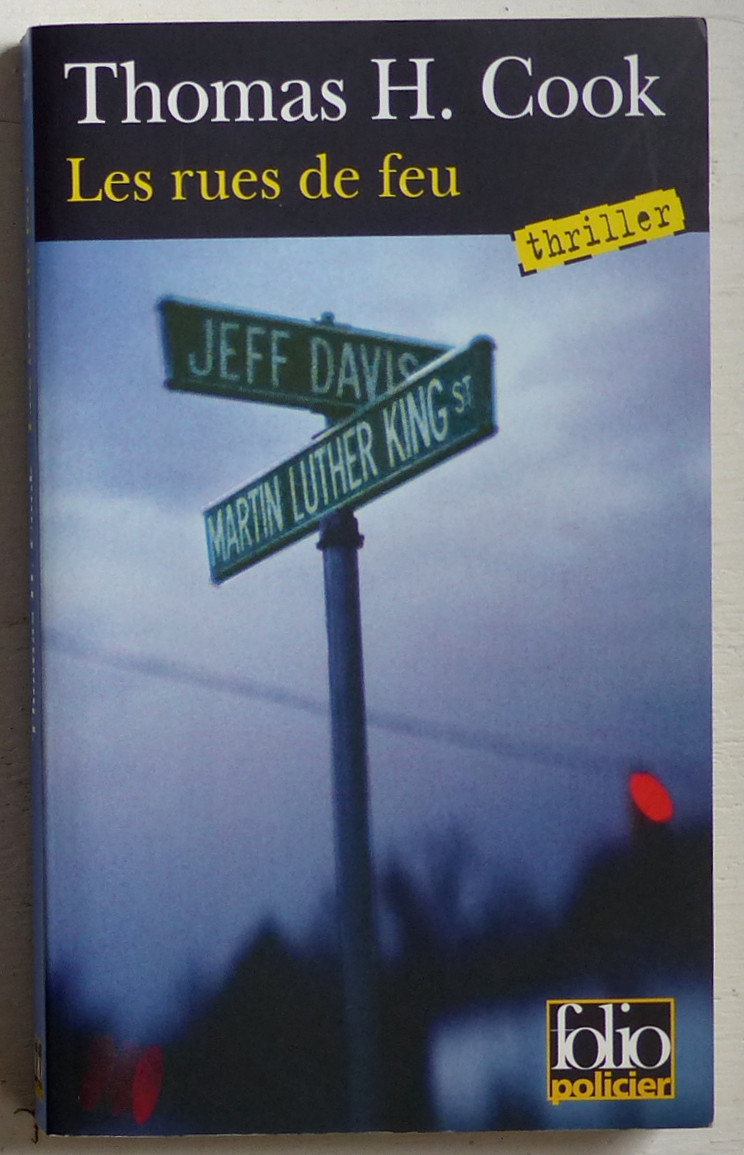 Thomas H. Cook
Les rues de feu
thriller
JEFF DAVIS
MARTIN LUTHER KING ST
folio
policier